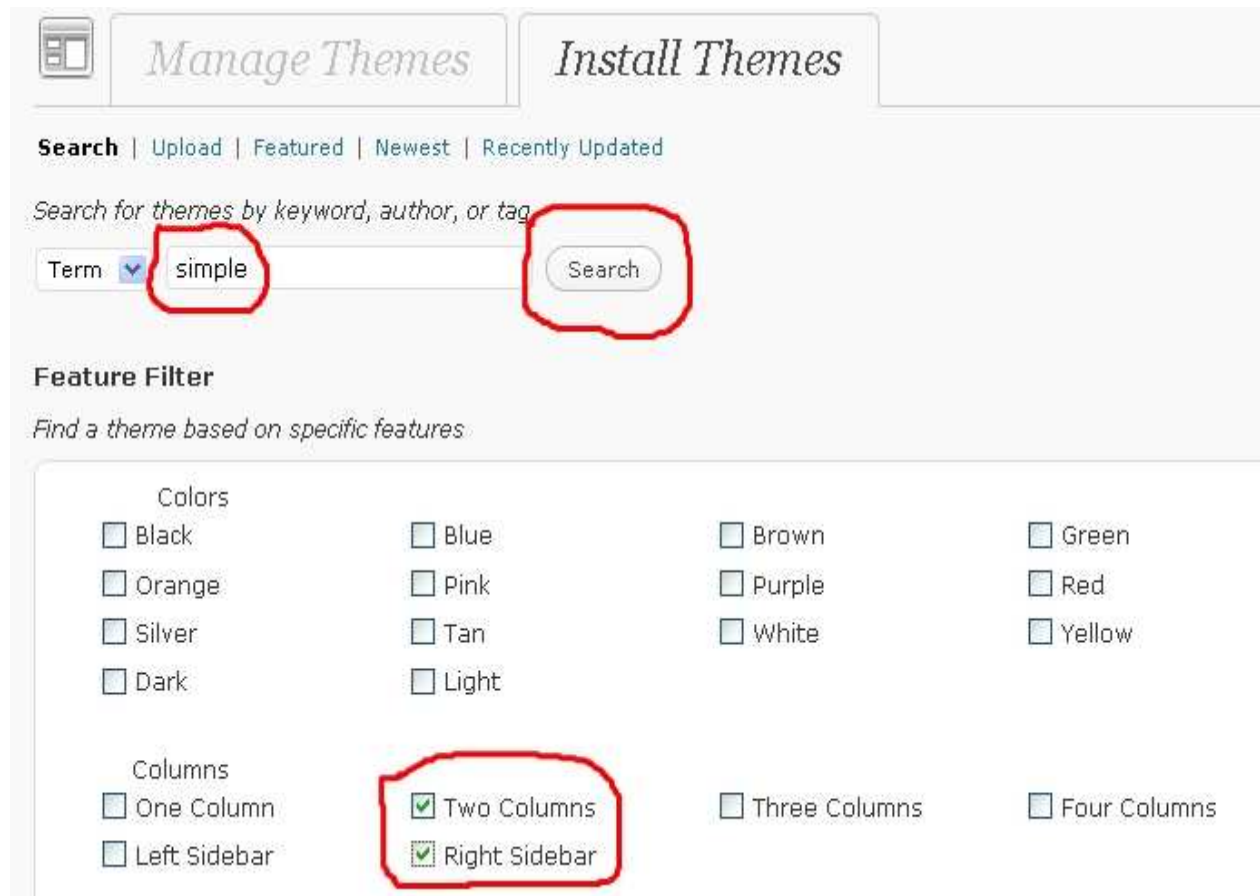 Manage Themes Install Themes
Search | Upload | Featured | Newest | Recently Updated
Search for themes by keyword, author, or tag
Term simple Search
Feature Filter
Find a theme based on specific features
Colors
Black Blue Brown Green
Orange Pink Purple Red
Silver Tan White Yellow
Dark Light
Columns
One Column Two Columns Three Columns Four Columns
Left Sidebar Right Sidebar